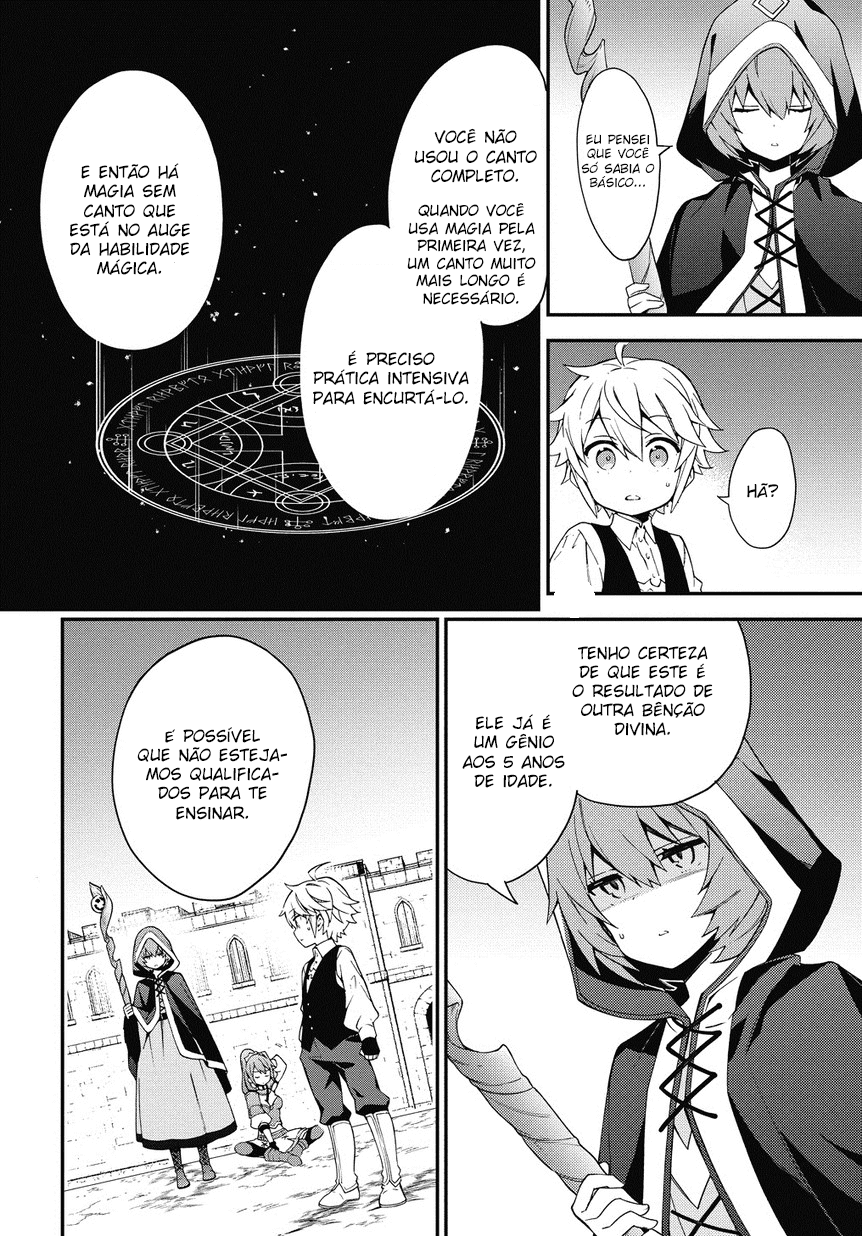 EU PENSEI
QUE VOCÊ
SÓ SABIA O
BÁSICO...
HÃ?
VOCÊ NÃO
USOU O CANTO
COMPLETO.
QUANDO VOCÊ
USA MAGIA PELA
PRIMEIRA VEZ,
UM CANTO MUITO
MAIS LONGO É
NECESSÁRIO.
É PRECISO
PRÁTICA INTENSIVA
PARA ENCURTÁ-LO.
E ENTÃO HÁ
MAGIA SEM
CANTO QUE
ESTÁ NO AUGE
DA HABILIDADE
MÁGICA.
TENHO CERTEZA
DE QUE ESTE É
O RESULTADO DE
OUTRA BÊNÇÃO
DIVINA.
ELE JÁ É
UM GÊNIO
AOS 5 ANOS
DE IDADE.
É POSSÍVEL
QUE NÃO ESTEJA-
MOS QUALIFICA-
DOS PARA TE
ENSINAR.